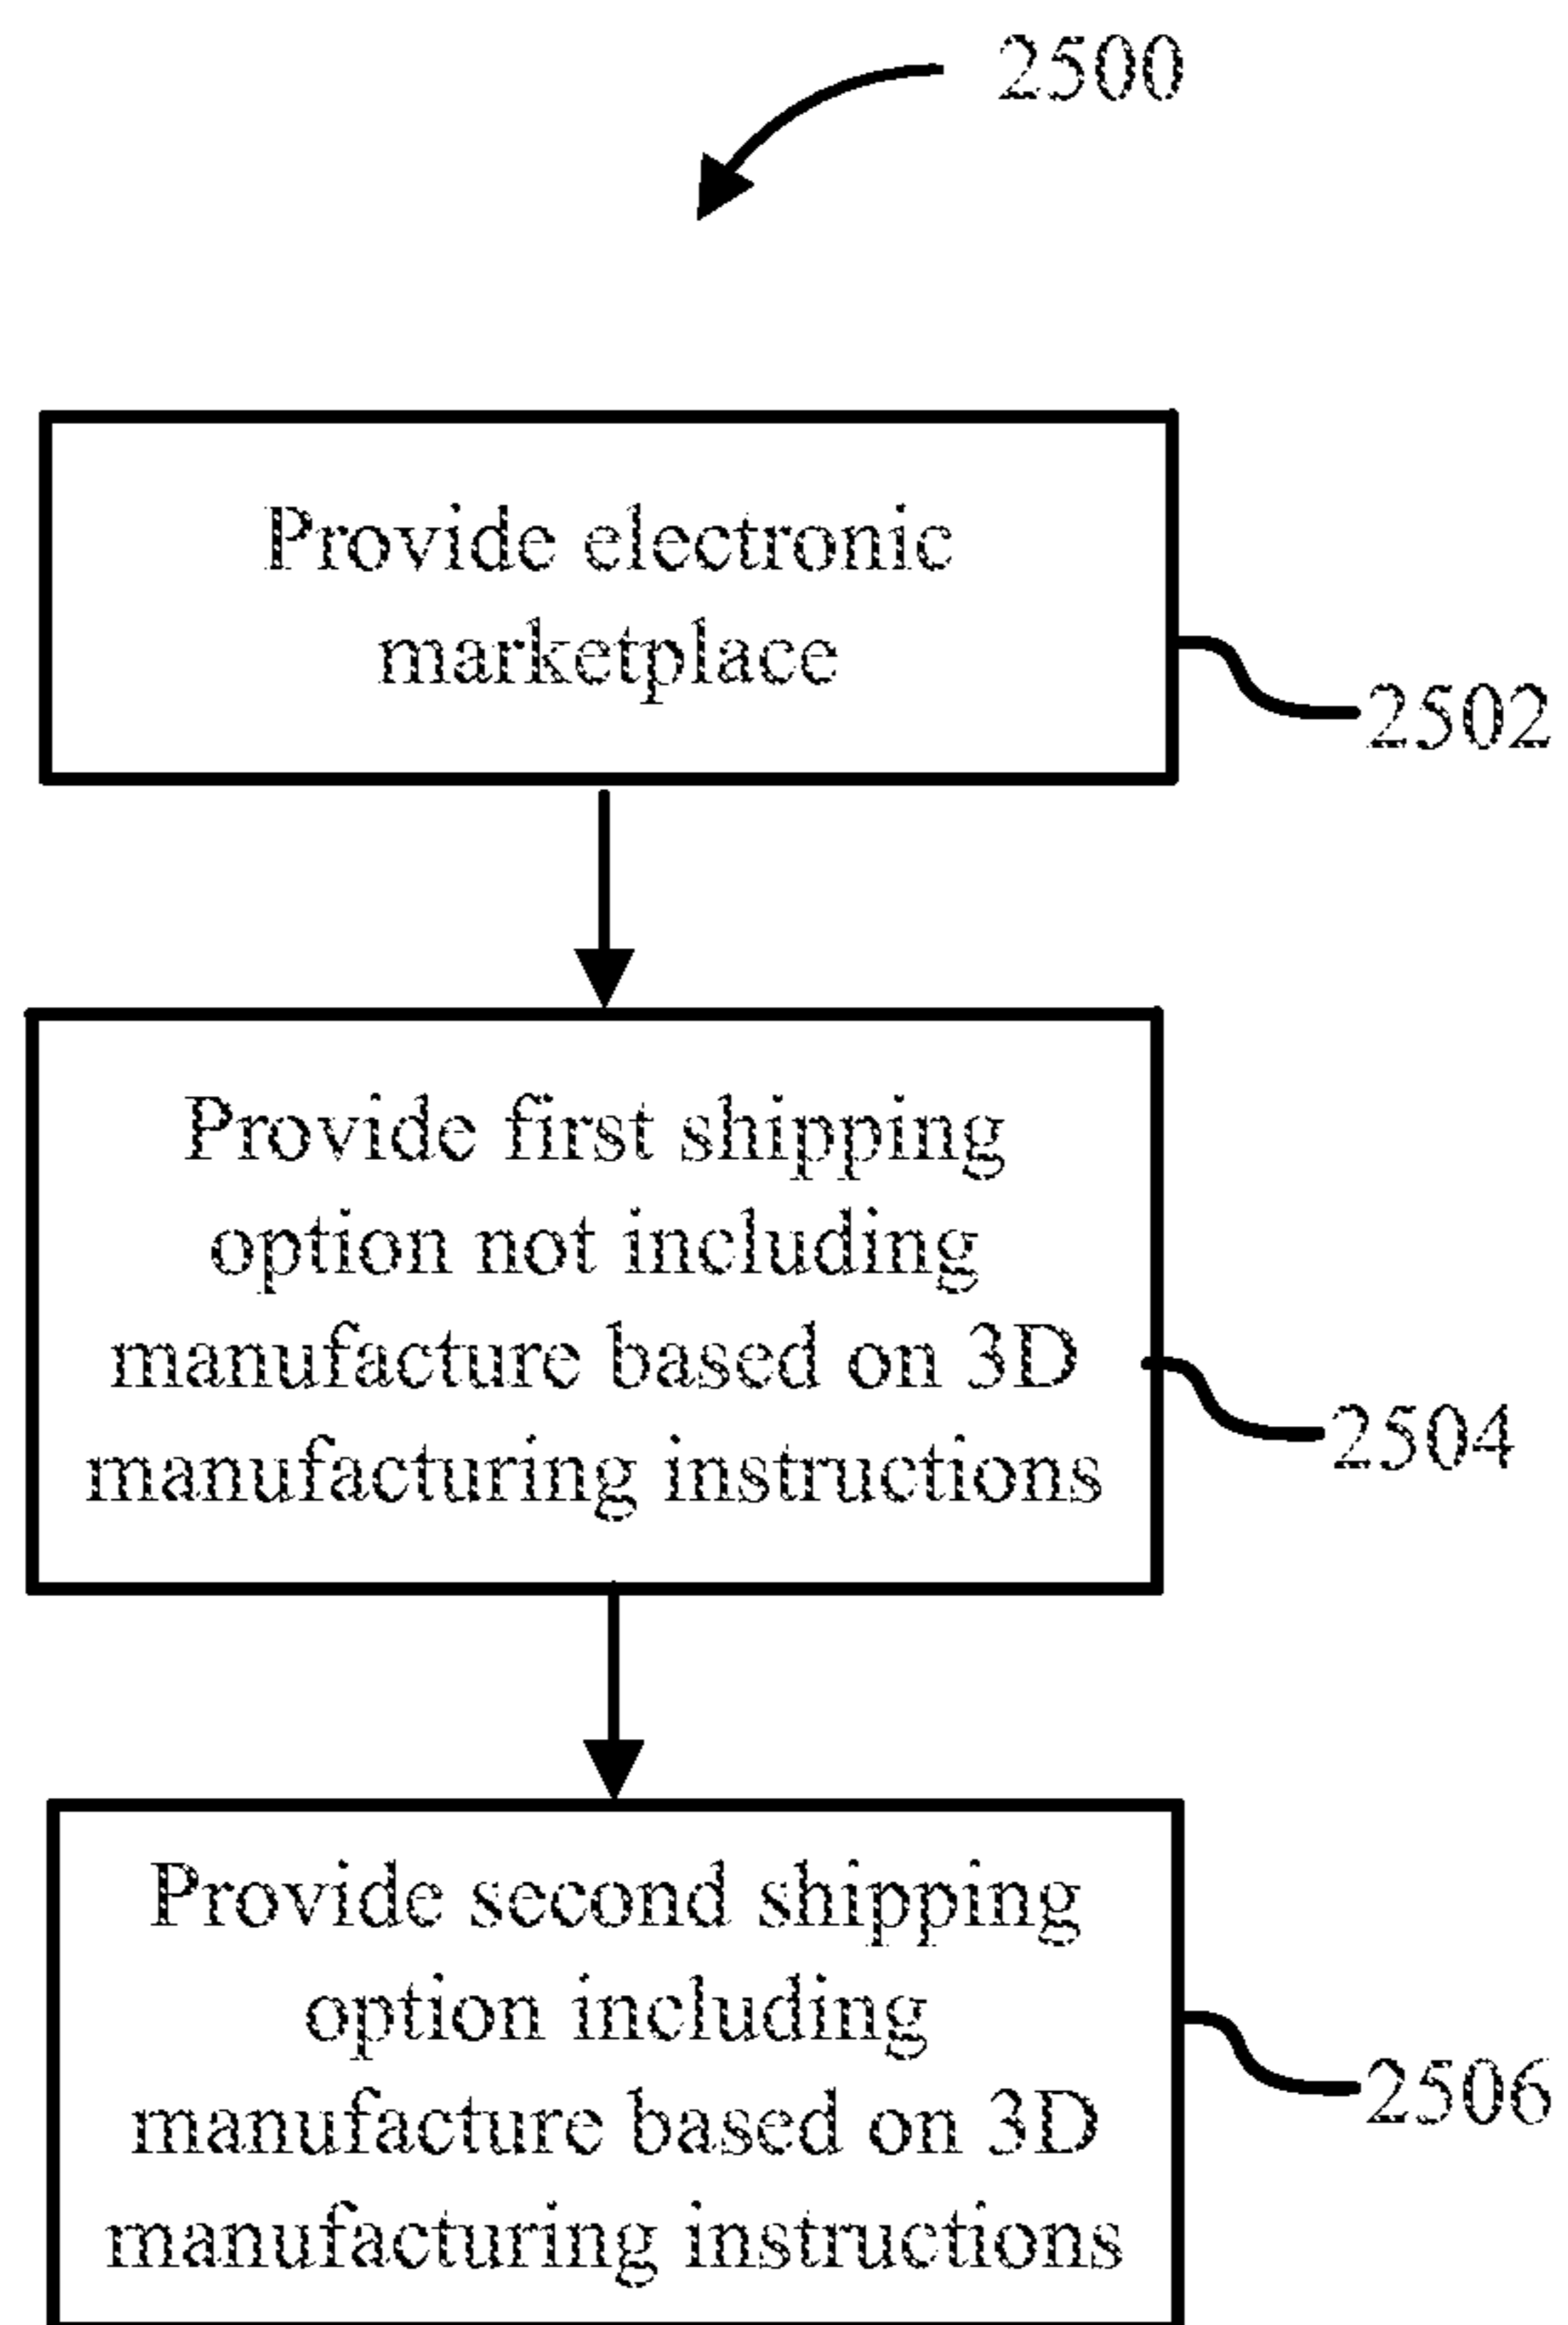 2500
Provide electronic
marketplace
2502
Provide first shipping
option not including
manufacture based on 3D
manufacturing instructions
2504
Provide second shipping
option including
manufacture based on 3D
manufacturing instructions
2506